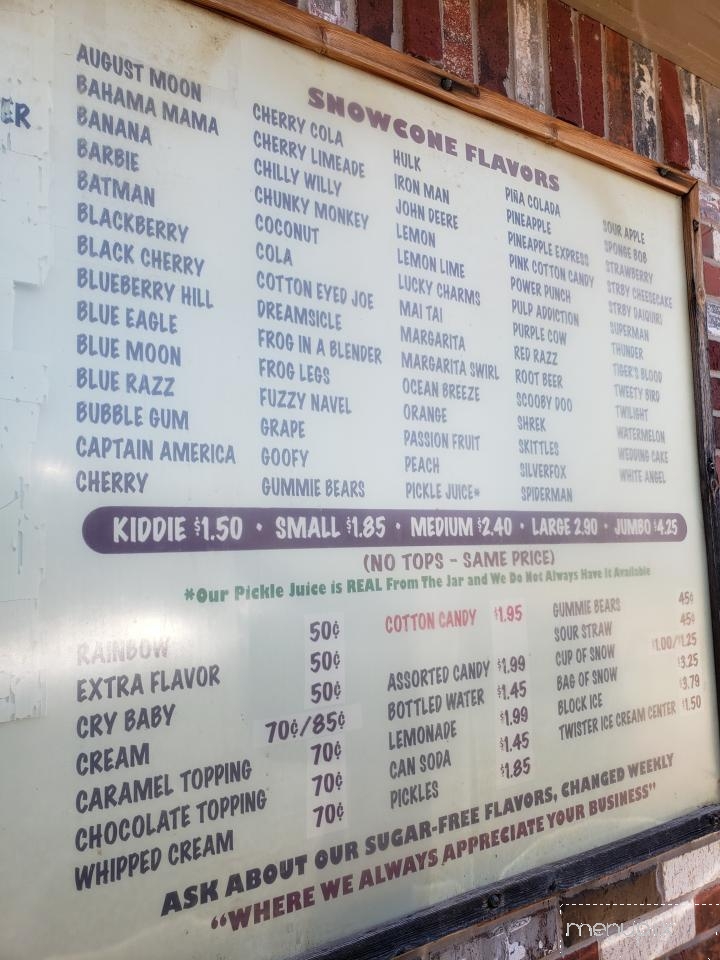 ER
SNOWCONE FLAVORS
AUGUST MOON
BAHAMA MAMA
BANANA
BARBIE
BATMAN
BLACKBERRY
BLACK CHERRY
BLUEBERRY HILL
BLUE EAGLE
BLUE MOON
BLUE RAZZ
BUBBLE GUM
CAPTAIN AMERICA
CHERRY
CHERRY COLA
CHERRY LIMEADE
CHILLY WILLY
CHUNKY MONKEY
COCONUT
COLA
COTTON EYED JOE
DREAMSICLE
FROG IN A BLENDER
FROG LEGS
FUZZY NAVEL
GRAPE
GOOFY
GUMMIE BEARS
HULK
IRON MAN
JOHN DEERE
LEMON
LEMON LIME
LUCKY CHARMS
MAI TAI
MARGARITA
MARGARITA SWIRL
OCEAN BREEZE
ORANGE
PASSION FRUIT
PEACH
PICKLE JUICE*
PIñA COLADA
PINEAPPLE
PINEAPPLE EXPRESS
PINK COTTON CANDY
POWER PUNCH
PULP ADDICTION
PURPLE COW
RED RAZZ
ROOT BEER
SCOOBY DOO
SHREK
SKITTLES
SILVERFOX
SPIDERMAN
SOUR APPLE
SPONGE BOB
STRAWBERRY
STRBY CHEESECAKE
STRBY DAIQUIRI
SUPERMAN
THUNDER
TIGER'S BLOOD
TWEETY BIRD
TWILIGHT
WATERMELON
WEDDING CAKE
WHITE ANGEL
KIDDIE $1.50 • SMALL $1.85 • MEDIUM $2.40 • LARGE 2.90 • JUMBO $4.25
(NO TOPS - SAME PRICE)
*Our Pickle Juice is REAL From The Jar and We Do Not Always Have It Available
RAINBOW 50¢
EXTRA FLAVOR 50¢
CRY BABY 50¢
CREAM 70¢/85¢
CARAMEL TOPPING 70¢
CHOCOLATE TOPPING 70¢
WHIPPED CREAM 70¢
COTTON CANDY $1.95
ASSORTED CANDY $1.99
BOTTLED WATER $1.45
LEMONADE $1.99
CAN SODA $1.45
PICKLES $1.85
GUMMIE BEARS 45¢
SOUR STRAW 45¢
CUP OF SNOW $1.00/$1.25
BAG OF SNOW $3.25
BLOCK ICE $3.79
TWISTER ICE CREAM CENTER $1.50
ASK ABOUT OUR SUGAR-FREE FLAVORS, CHANGED WEEKLY
"WHERE WE ALWAYS APPRECIATE YOUR BUSINESS"